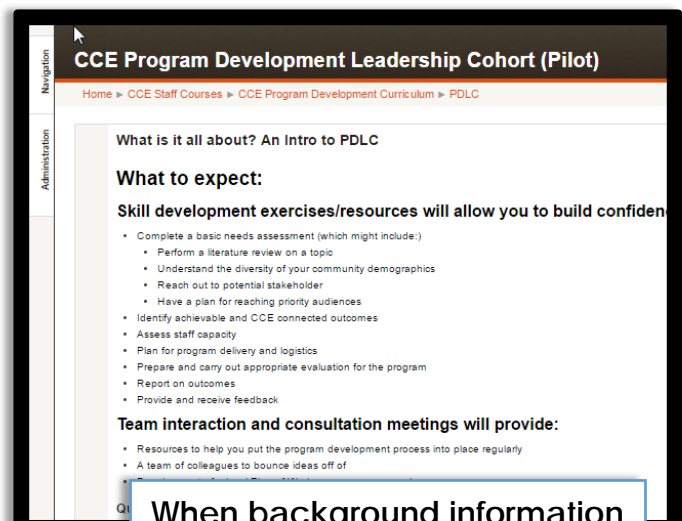 Navigation
Administration
CCE Program Development Leadership Cohort (Pilot)
Home ► CCE Staff Courses ► CCE Program Development Curriculum ► PDLC
What is it all about? An Intro to PDLC
What to expect:
Skill development exercises/resources will allow you to build confiden
• Complete a basic needs assessment (which might include:)
• Perform a literature review on a topic
• Understand the diversity of your community demographics
• Reach out to potential stakeholder
• Have a plan for reaching priority audiences
• Identify achievable and CCE connected outcomes
• Assess staff capacity
• Plan for program delivery and logistics
• Prepare and carry out appropriate evaluation for the program
• Report on outcomes
• Provide and receive feedback
Team interaction and consultation meetings will provide:
• Resources to help you put the program development process into place regularly
• A team of colleagues to bounce ideas off of
When background information